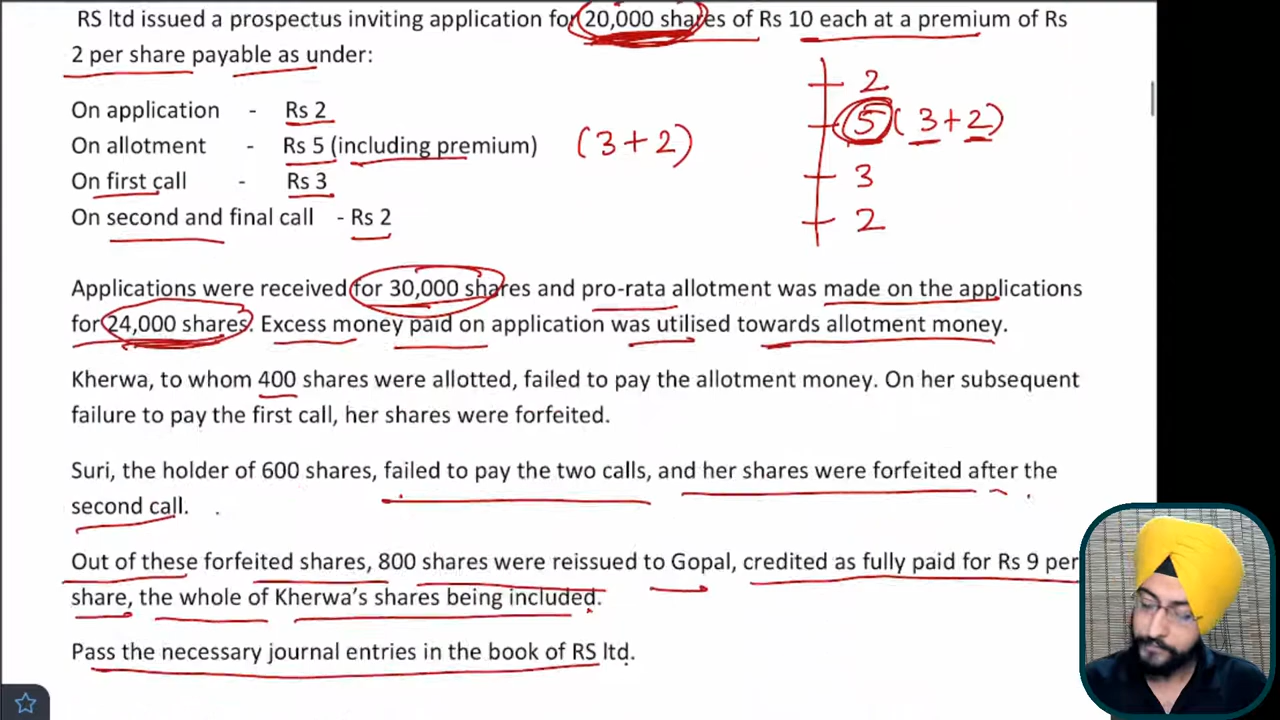 RS ltd issued a prospectus inviting application for 20,000 shares of Rs 10 each at a premium of Rs
2 per share payable as under:
On application - Rs 2
On allotment - Rs 5 (including premium) (3+2)
On first call - Rs 3
On second and final call - Rs 2
2
5 (3+2)
3
2
Applications were received for 30,000 shares and pro-rata allotment was made on the applications
for 24,000 shares. Excess money paid on application was utilised towards allotment money.
Kherwa, to whom 400 shares were allotted, failed to pay the allotment money. On her subsequent
failure to pay the first call, her shares were forfeited.
Suri, the holder of 600 shares, failed to pay the two calls, and her shares were forfeited after the
second call.
Out of these forfeited shares, 800 shares were reissued to Gopal, credited as fully paid for Rs 9 per
share, the whole of Kherwa's shares being included.
Pass the necessary journal entries in the book of RS ltd.